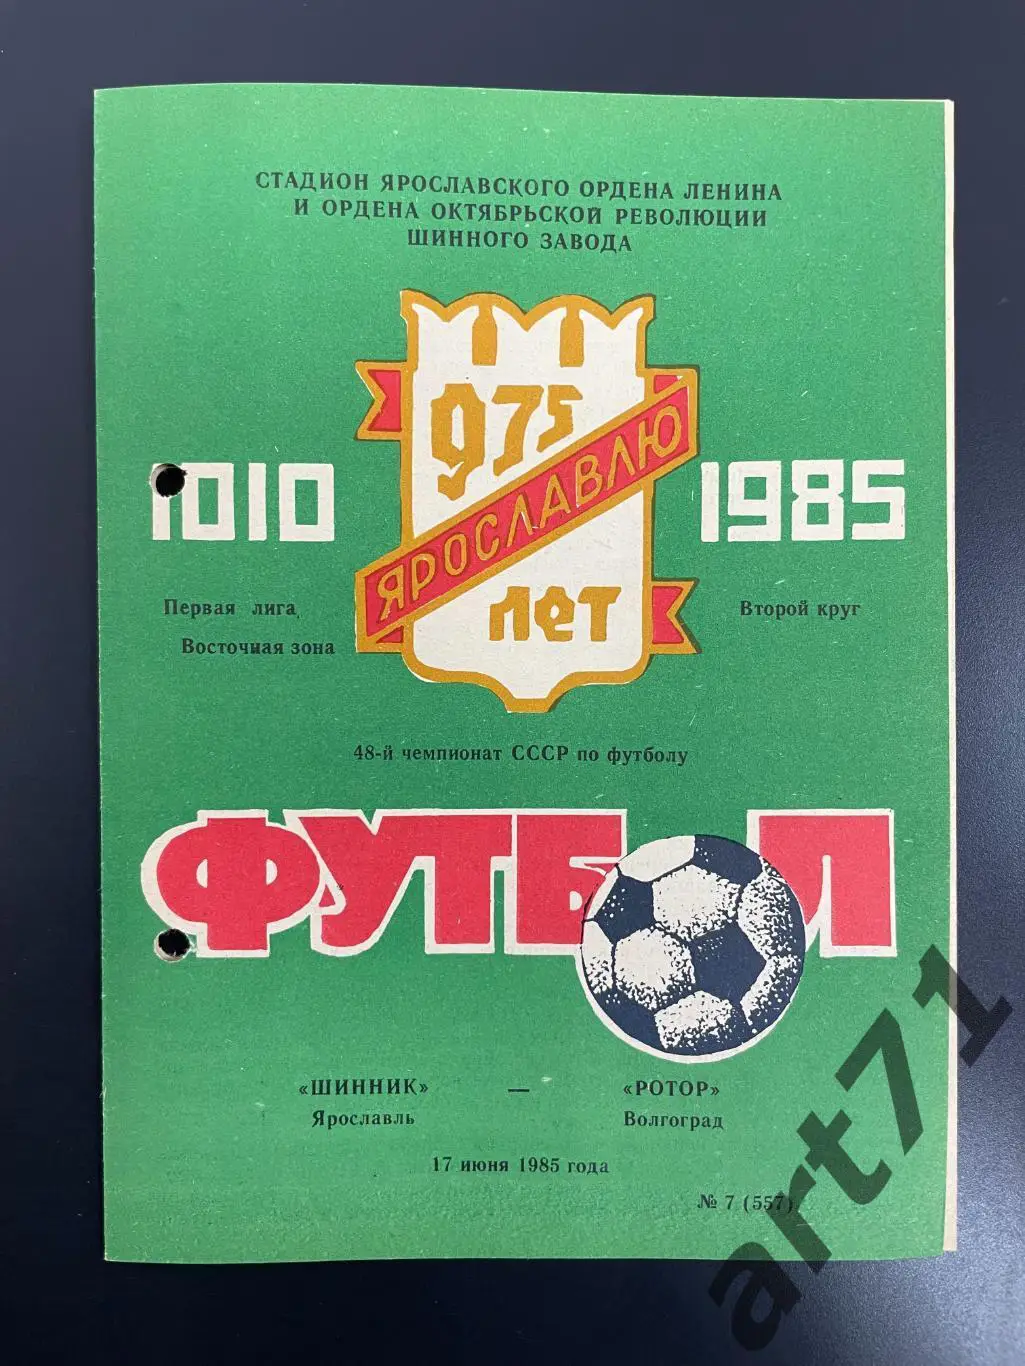 СТАДИОН ЯРОСЛАВСКОГО ОРДЕНА ЛЕНИНА
И ОРДЕНА ОКТЯБРЬСКОЙ РЕВОЛЮЦИИ
ШИННОГО ЗАВОДА
975
ЯРОСЛАВЛЮ
лет
1010
1985
Первая лига,
Восточная зона
Второй круг
48-й чемпионат СССР по футболу
ФУТБОЛ
«ШИННИК» — «РОТОР»
Ярославль Волгоград
17 июня 1985 года
№ 7 (557)
art71